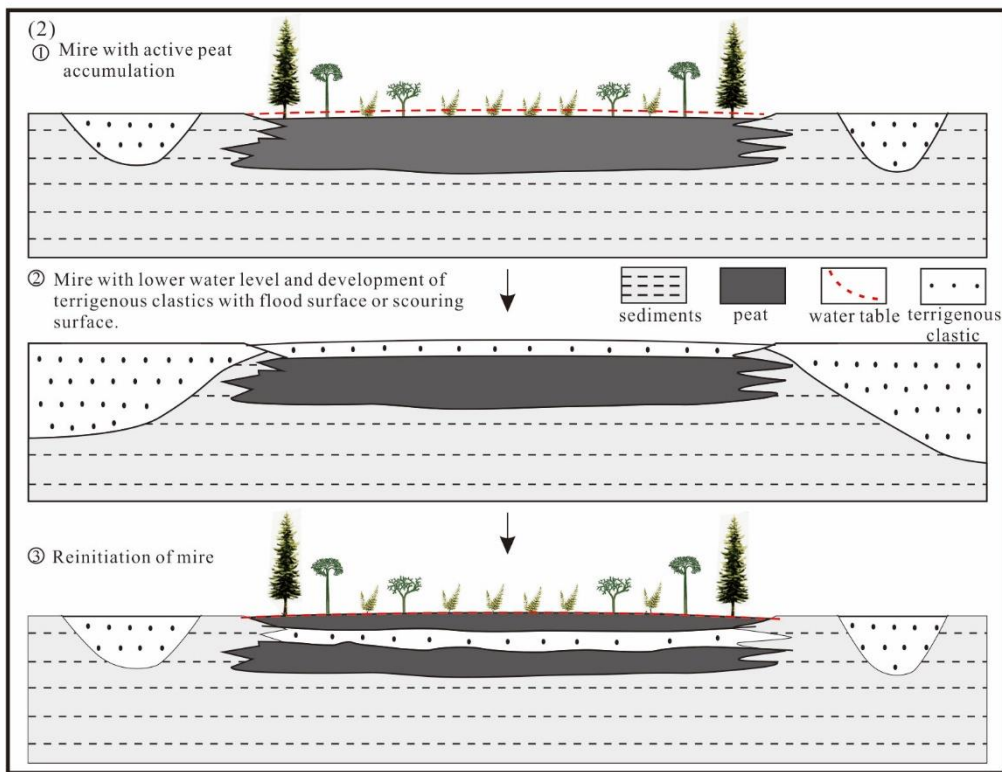 (2)
① Mire with active peat
accumulation
② Mire with lower water level and development of
terrigenous clastics with flood surface or scouring
surface.
sediments
peat
water table
terrigenous
clastic
③ Reinitiation of mire